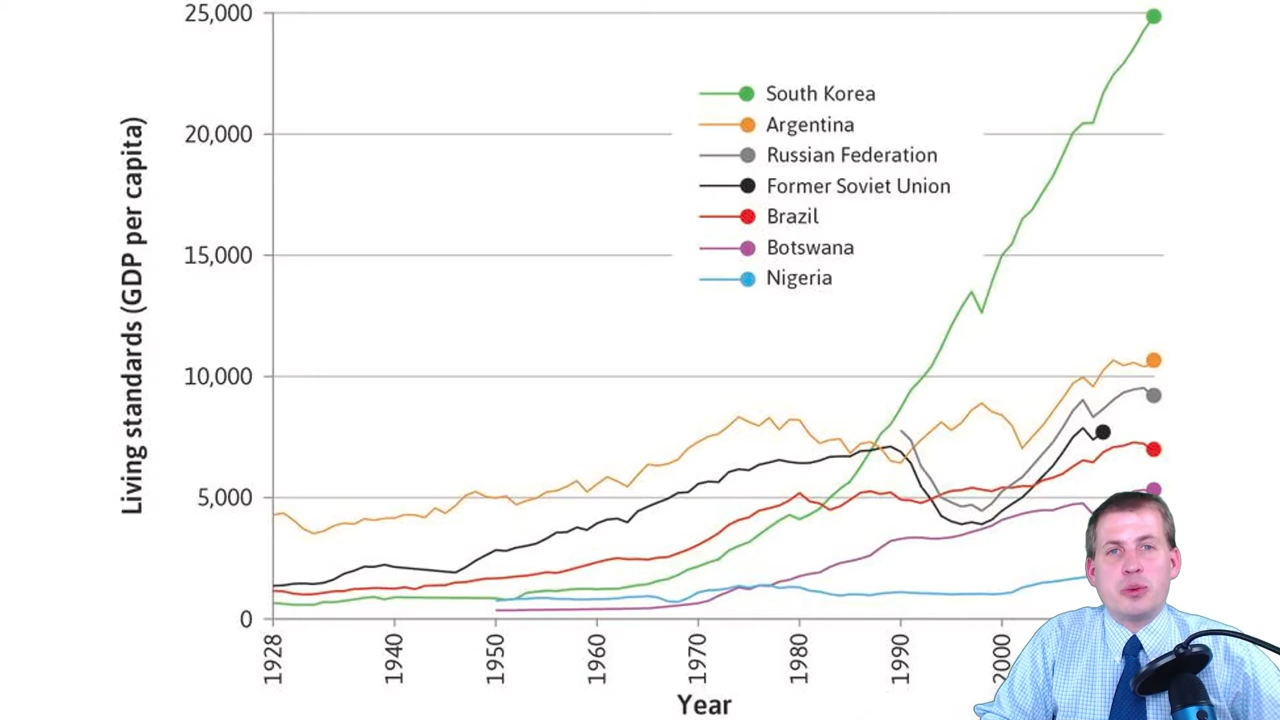 25,000
20,000
15,000
10,000
5,000
0
Living standards (GDP per capita)
South Korea
Argentina
Russian Federation
Former Soviet Union
Brazil
Botswana
Nigeria
1928
1940
1950
1960
1970
1980
1990
2000
Year